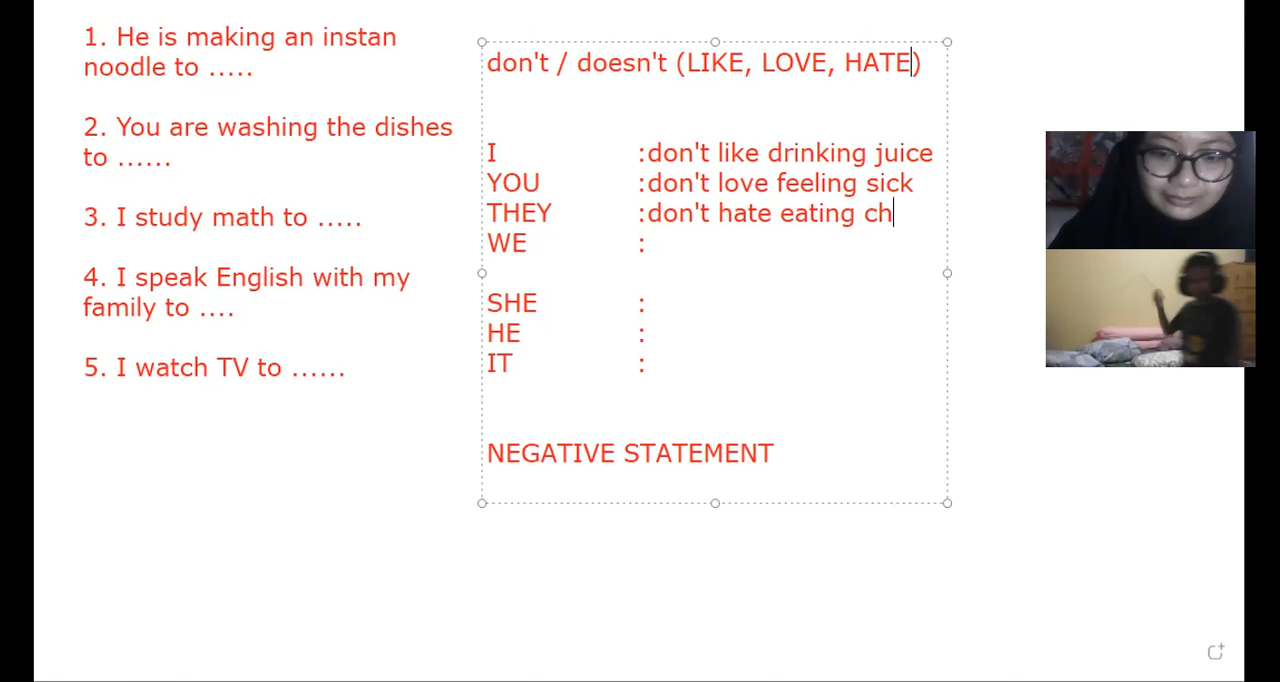 1. He is making an instan
noodle to .....
2. You are washing the dishes
to ......
3. I study math to .....
4. I speak English with my
family to ....
5. I watch TV to ......
don't / doesn't (LIKE, LOVE, HATE)
I :don't like drinking juice
YOU :don't love feeling sick
THEY :don't hate eating ch
WE :
SHE :
HE :
IT :
NEGATIVE STATEMENT